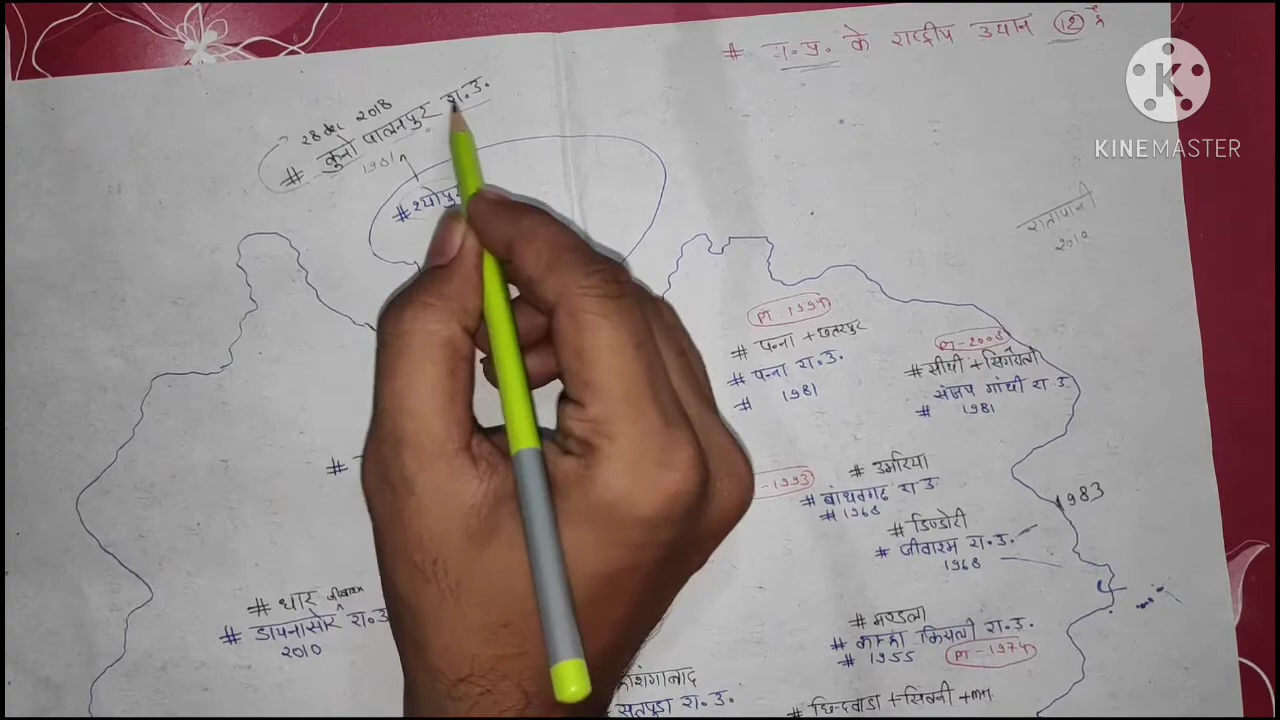 # म.प्र. के राष्ट्रीय उद्यान 12 है
K
KINEMASTER
28 dec 2018
# कुनो पालनपुर रा.उ.
1981
# श्योपुर
रातापानी
2010
PT 1994
# पन्ना + छतरपुर
# पन्ना रा.उ.
# 1981
PT-2008
# सीधी + सिंगरौली
संजय गांधी रा उ
# 1981
-1993
# उमरिया
# बांधवगढ रा उ
# 1968
1983
# डिण्डोरी
# जीवाश्म रा.उ.
1968
# धार जीवाश्म
# डायनासोर रा.उ
2010
# मण्डला
# कान्हा किसली रा.उ.
# 1955 PT-1974
होशंगाबाद
सतपुडा रा.उ.
# छिन्दवाडा + सिवनी + मन